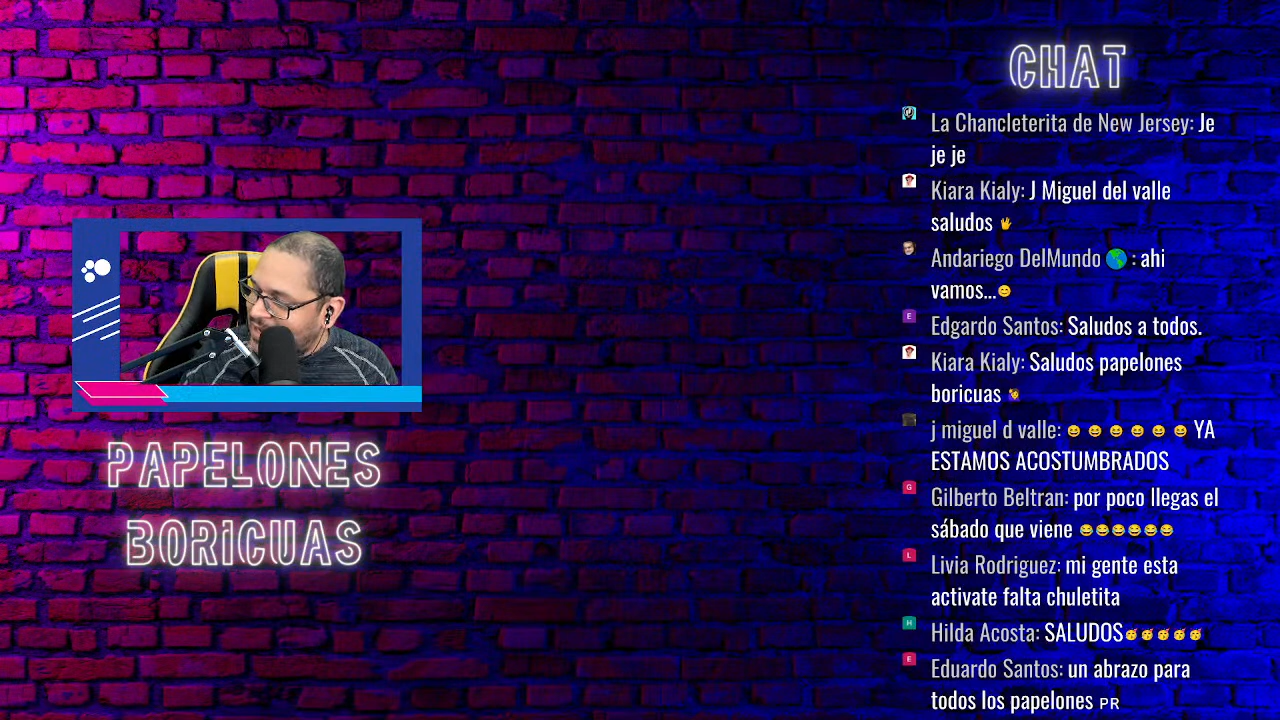 CHAT
La Chancleterita de New Jersey: Je
je je
Kiara Kialy: J Miguel del valle
saludos 🖖
Andariego DelMundo 🌎 : ahi
vamos...😊
E
Edgardo Santos: Saludos a todos.
Kiara Kialy: Saludos papelones
boricuas 🙋
j miguel d valle: 😆 😆 😆 😆 😆 😆 YA
ESTAMOS ACOSTUMBRADOS
G
Gilberto Beltran: por poco llegas el
sábado que viene 😂😂😂😂😂😂
L
Livia Rodriguez: mi gente esta
activate falta chuletita
H
Hilda Acosta: SALUDOS🥳🥳🥳🥳🥳
E
Eduardo Santos: un abrazo para
todos los papelones PR
PAPELONES
BORiCUAS